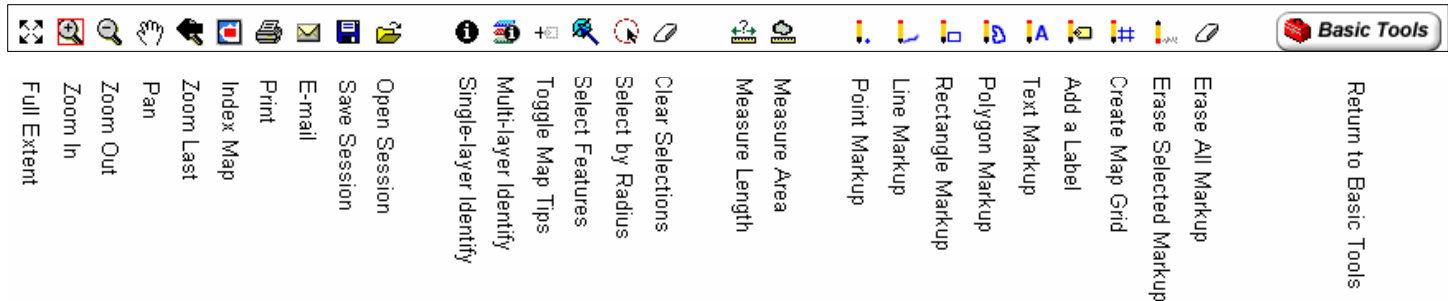 Basic Tools
Full Extent
Zoom In
Zoom Out
Pan
Zoom Last
Index Map
Print
E-mail
Save Session
Open Session
Single-layer Identify
Multi-layer Identify
Toggle Map Tips
Select Features
Select by Radius
Clear Selections
Measure Length
Measure Area
Point Markup
Line Markup
Rectangle Markup
Polygon Markup
Text Markup
Add a Label
Create Map Grid
Erase Selected Markup
Erase All Markup
Return to Basic Tools